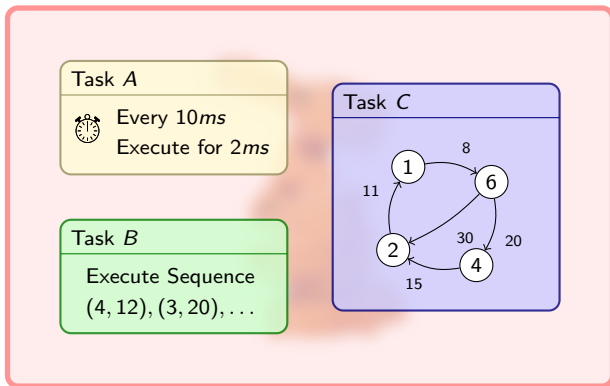 Task A
Every 10ms
Execute for 2ms
Task B
Execute Sequence
(4, 12), (3, 20), . . .
Task C
1
8
6
11
2
30
20
4
15